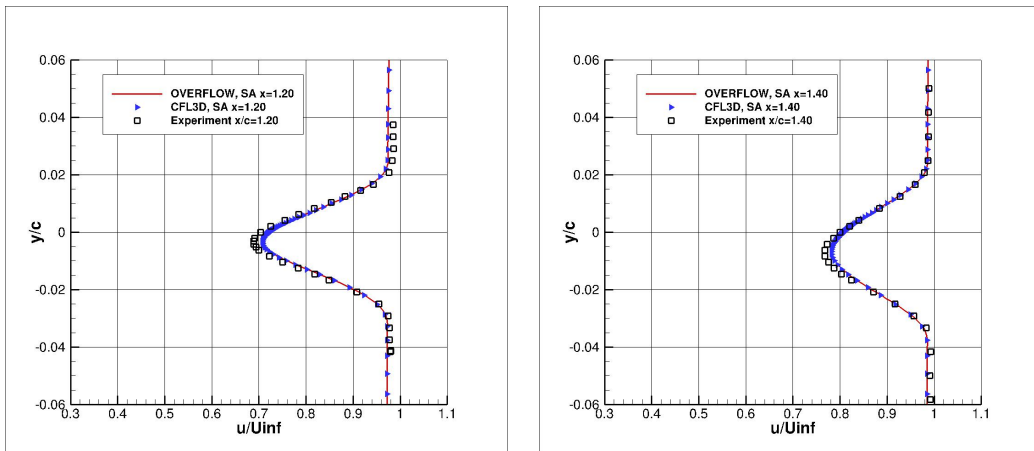 0.06
0.04
0.02
0
-0.02
-0.04
-0.06
y/c
OVERFLOW, SA x=1.20
CFL3D, SA x=1.20
Experiment x/c=1.20
0.3 0.4 0.5 0.6 0.7 0.8 0.9 1 1.1
u/Uinf
0.06
0.04
0.02
0
-0.02
-0.04
-0.06
y/c
OVERFLOW, SA x=1.40
CFL3D, SA x=1.40
Experiment x/c=1.40
0.3 0.4 0.5 0.6 0.7 0.8 0.9 1 1.1
u/Uinf